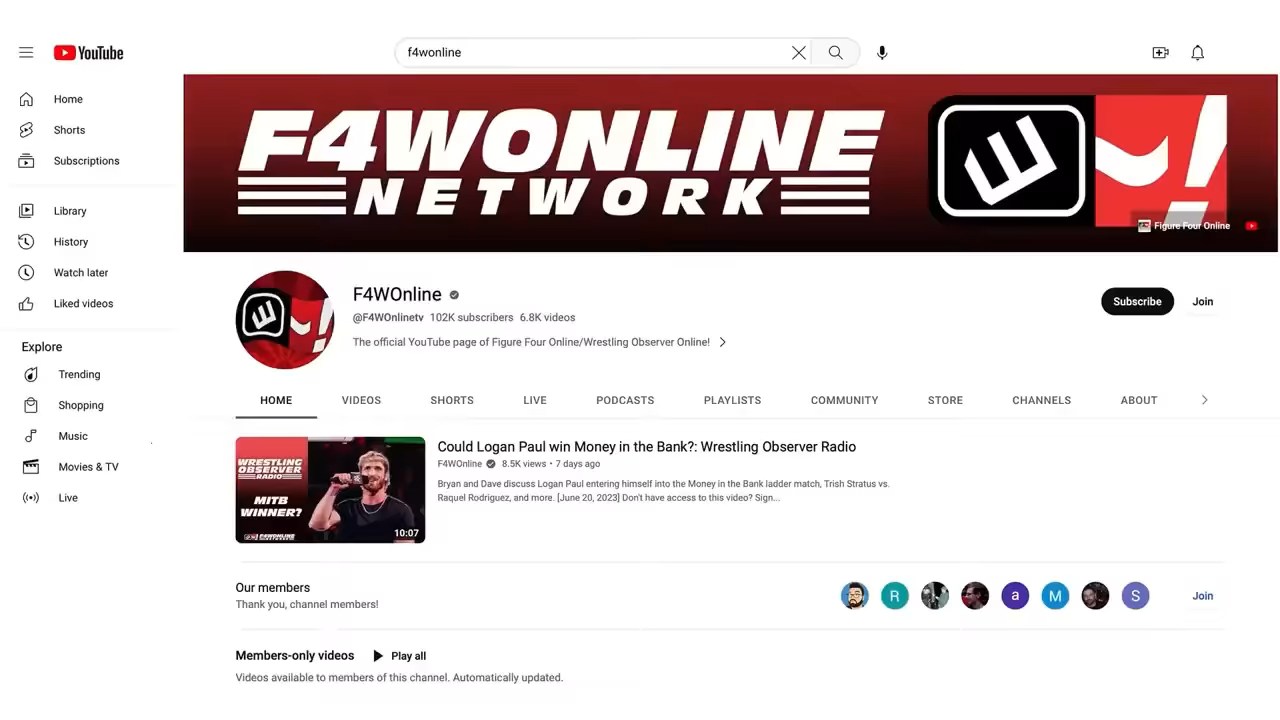 YouTube
f4wonline
Home
Shorts
Subscriptions
Library
History
Watch later
Liked videos
Explore
Trending
Shopping
Music
Movies & TV
Live
F4WONLINE
NETWORK
Figure Four Online
F4WOnline
@F4WOnlinetv 102K subscribers 6.8K videos
The official YouTube page of Figure Four Online/Wrestling Observer Online!
Subscribe
Join
HOME
VIDEOS
SHORTS
LIVE
PODCASTS
PLAYLISTS
COMMUNITY
STORE
CHANNELS
ABOUT
WRESTLING
OBSERVER
RADIO
MITB
WINNER?
F4WONLINE
10:07
Could Logan Paul win Money in the Bank?: Wrestling Observer Radio
F4WOnline 8.5K views • 7 days ago
Bryan and Dave discuss Logan Paul entering himself into the Money in the Bank ladder match, Trish Stratus vs.
Raquel Rodriguez, and more. [June 20, 2023] Don't have access to this video? Sign...
Our members
Thank you, channel members!
R
a
M
S
Join
Members-only videos
Play all
Videos available to members of this channel. Automatically updated.